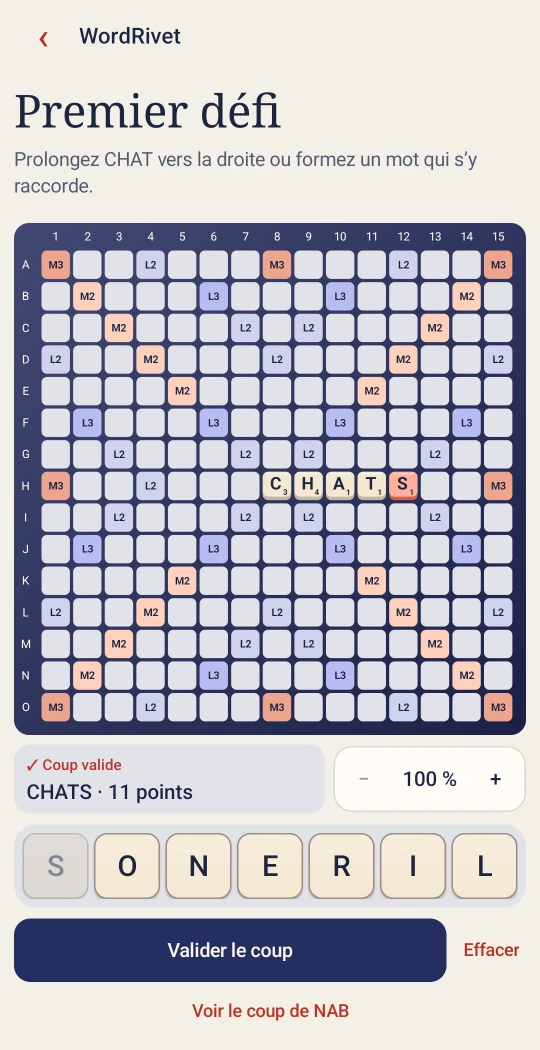 ‹ WordRivet
Premier défi
Prolongez CHAT vers la droite ou formez un mot qui s’y
raccorde.
1 2 3 4 5 6 7 8 9 10 11 12 13 14 15
A M3 L2 M3 L2 M3
B M2 L3 L3 M2
C M2 L2 L2 M2
D L2 M2 L2 M2 L2
E M2 M2
F L3 L3 L3 L3
G L2 L2 L2 L2
H M3 L2 C3 H4 A1 T1 S1 M3
I L2 L2 L2 L2
J L3 L3 L3 L3
K M2 M2
L L2 M2 L2 M2 L2
M M2 L2 L2 M2
N M2 L3 L3 M2
O M3 L2 M3 L2 M3
✓ Coup valide
CHATS · 11 points
− 100 % +
S O N E R I L
Valider le coup
Effacer
Voir le coup de NAB